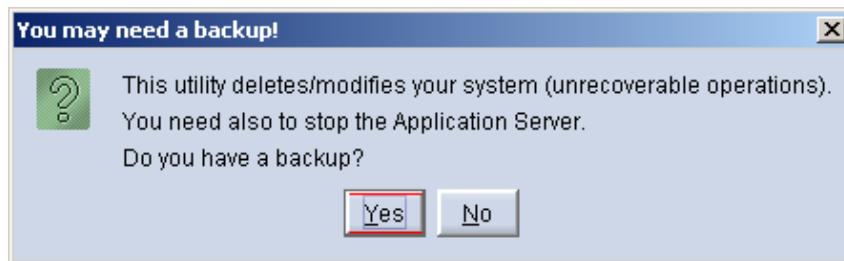 You may need a backup!
This utility deletes/modifies your system (unrecoverable operations).
You need also to stop the Application Server.
Do you have a backup?
Yes No